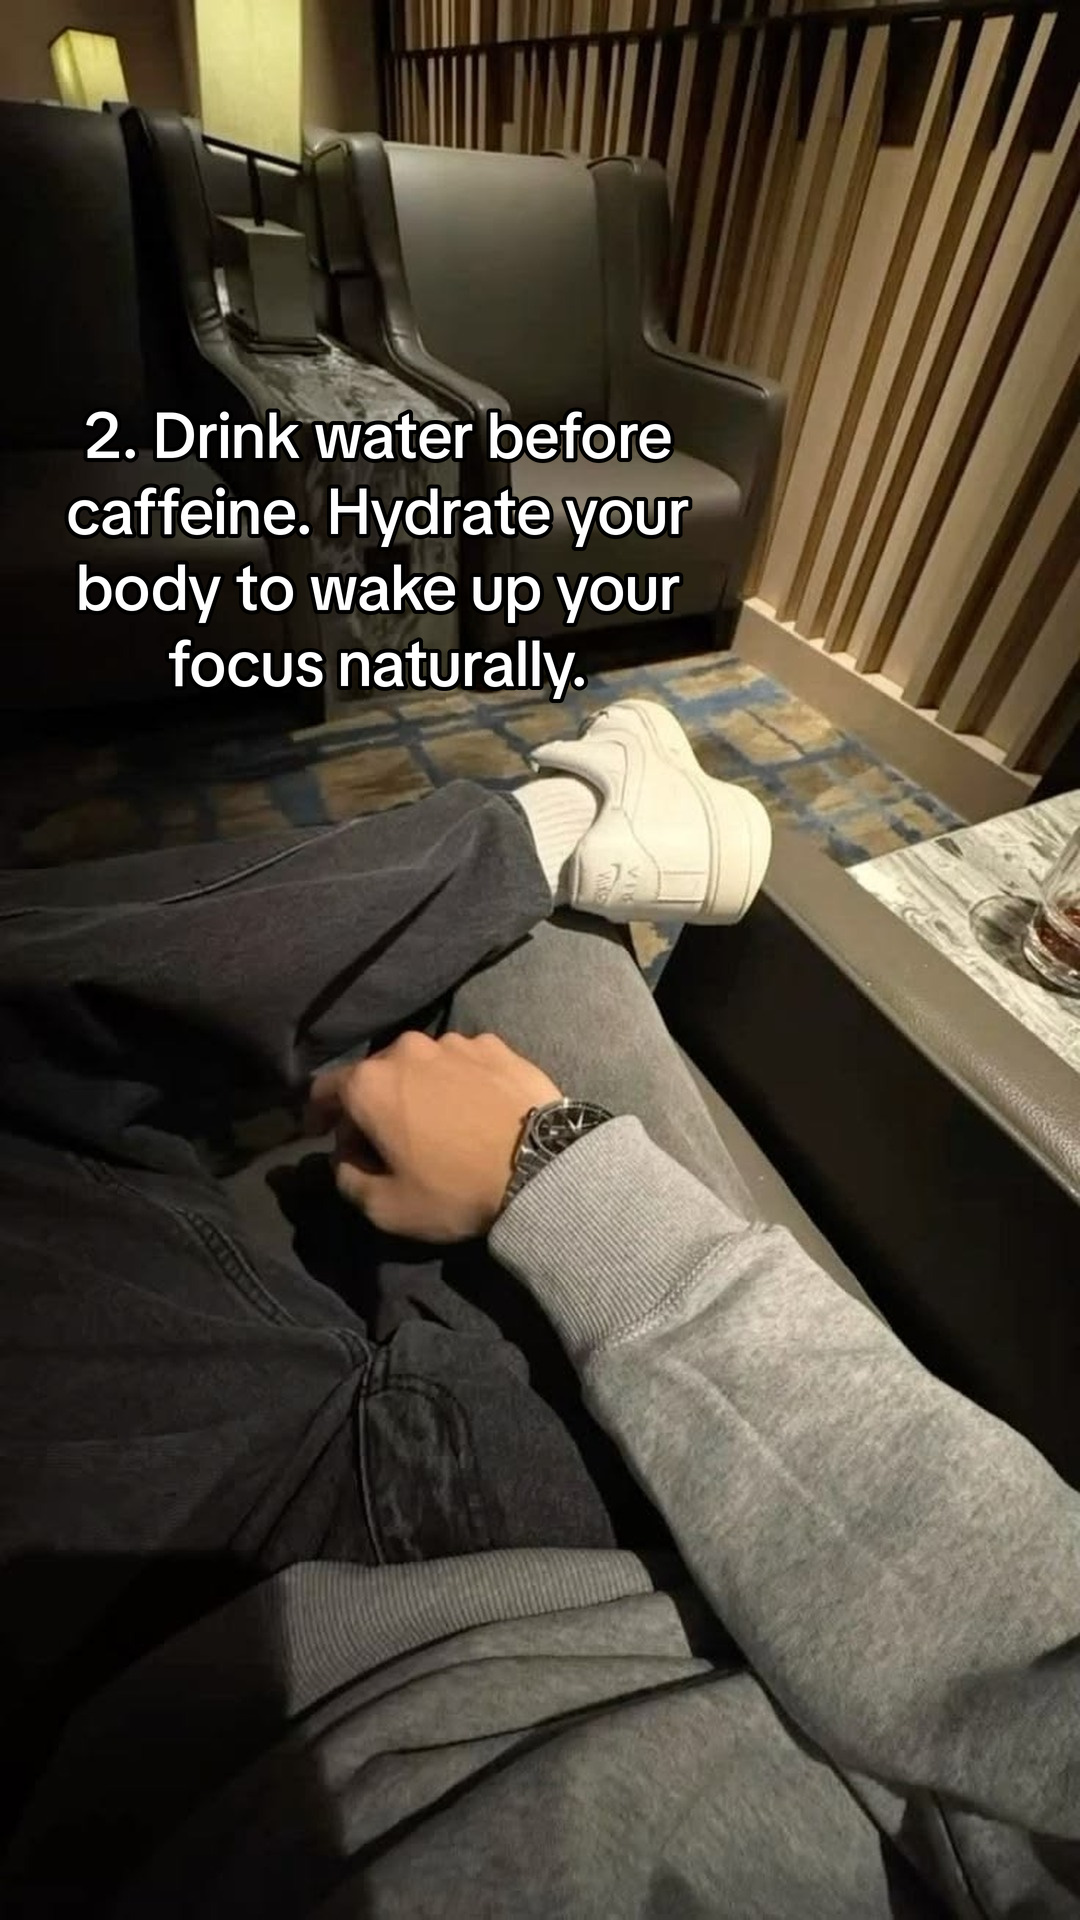 2. Drink water before
caffeine. Hydrate your
body to wake up your
focus naturally.